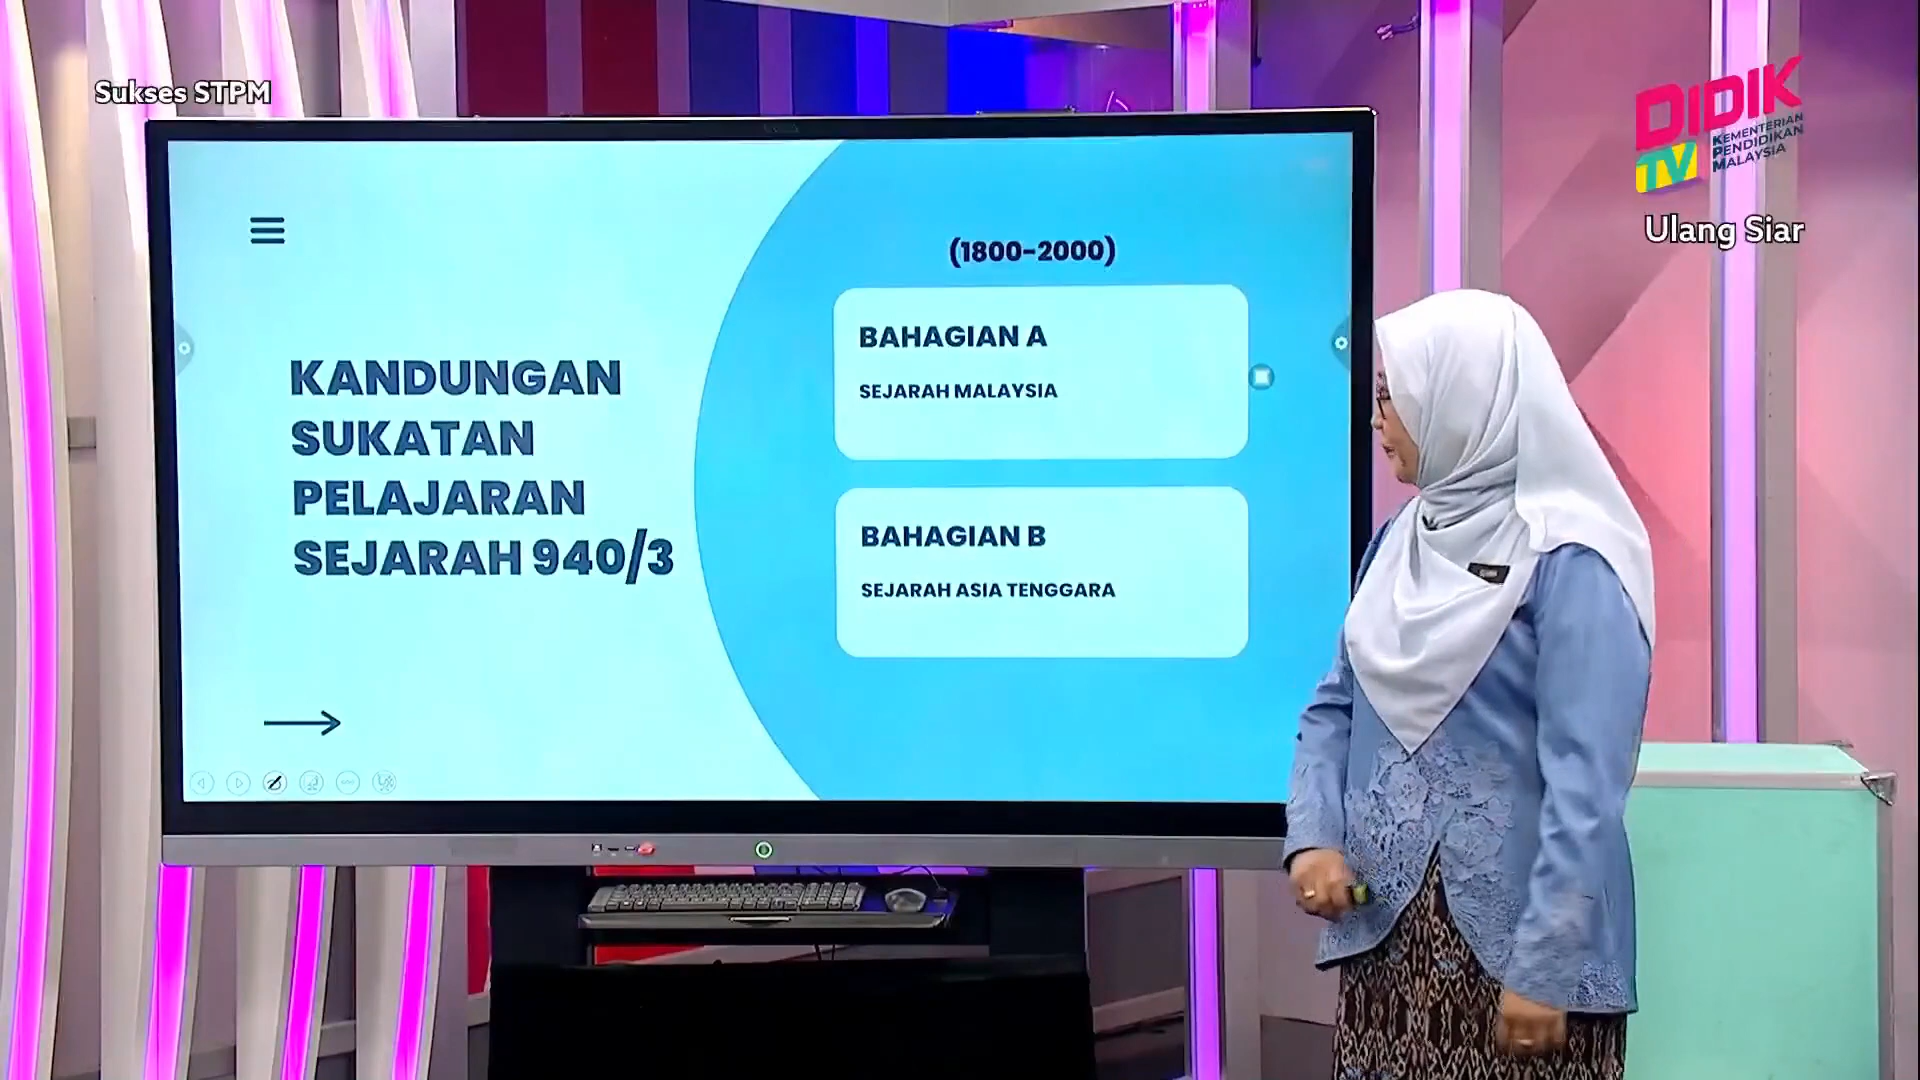 Sukses STPM
DIDIK
TV
KEMENTERIAN
PENDIDIKAN
MALAYSIA
Ulang Siar
KANDUNGAN
SUKATAN
PELAJARAN
SEJARAH 940/3
(1800-2000)
BAHAGIAN A
SEJARAH MALAYSIA
BAHAGIAN B
SEJARAH ASIA TENGGARA